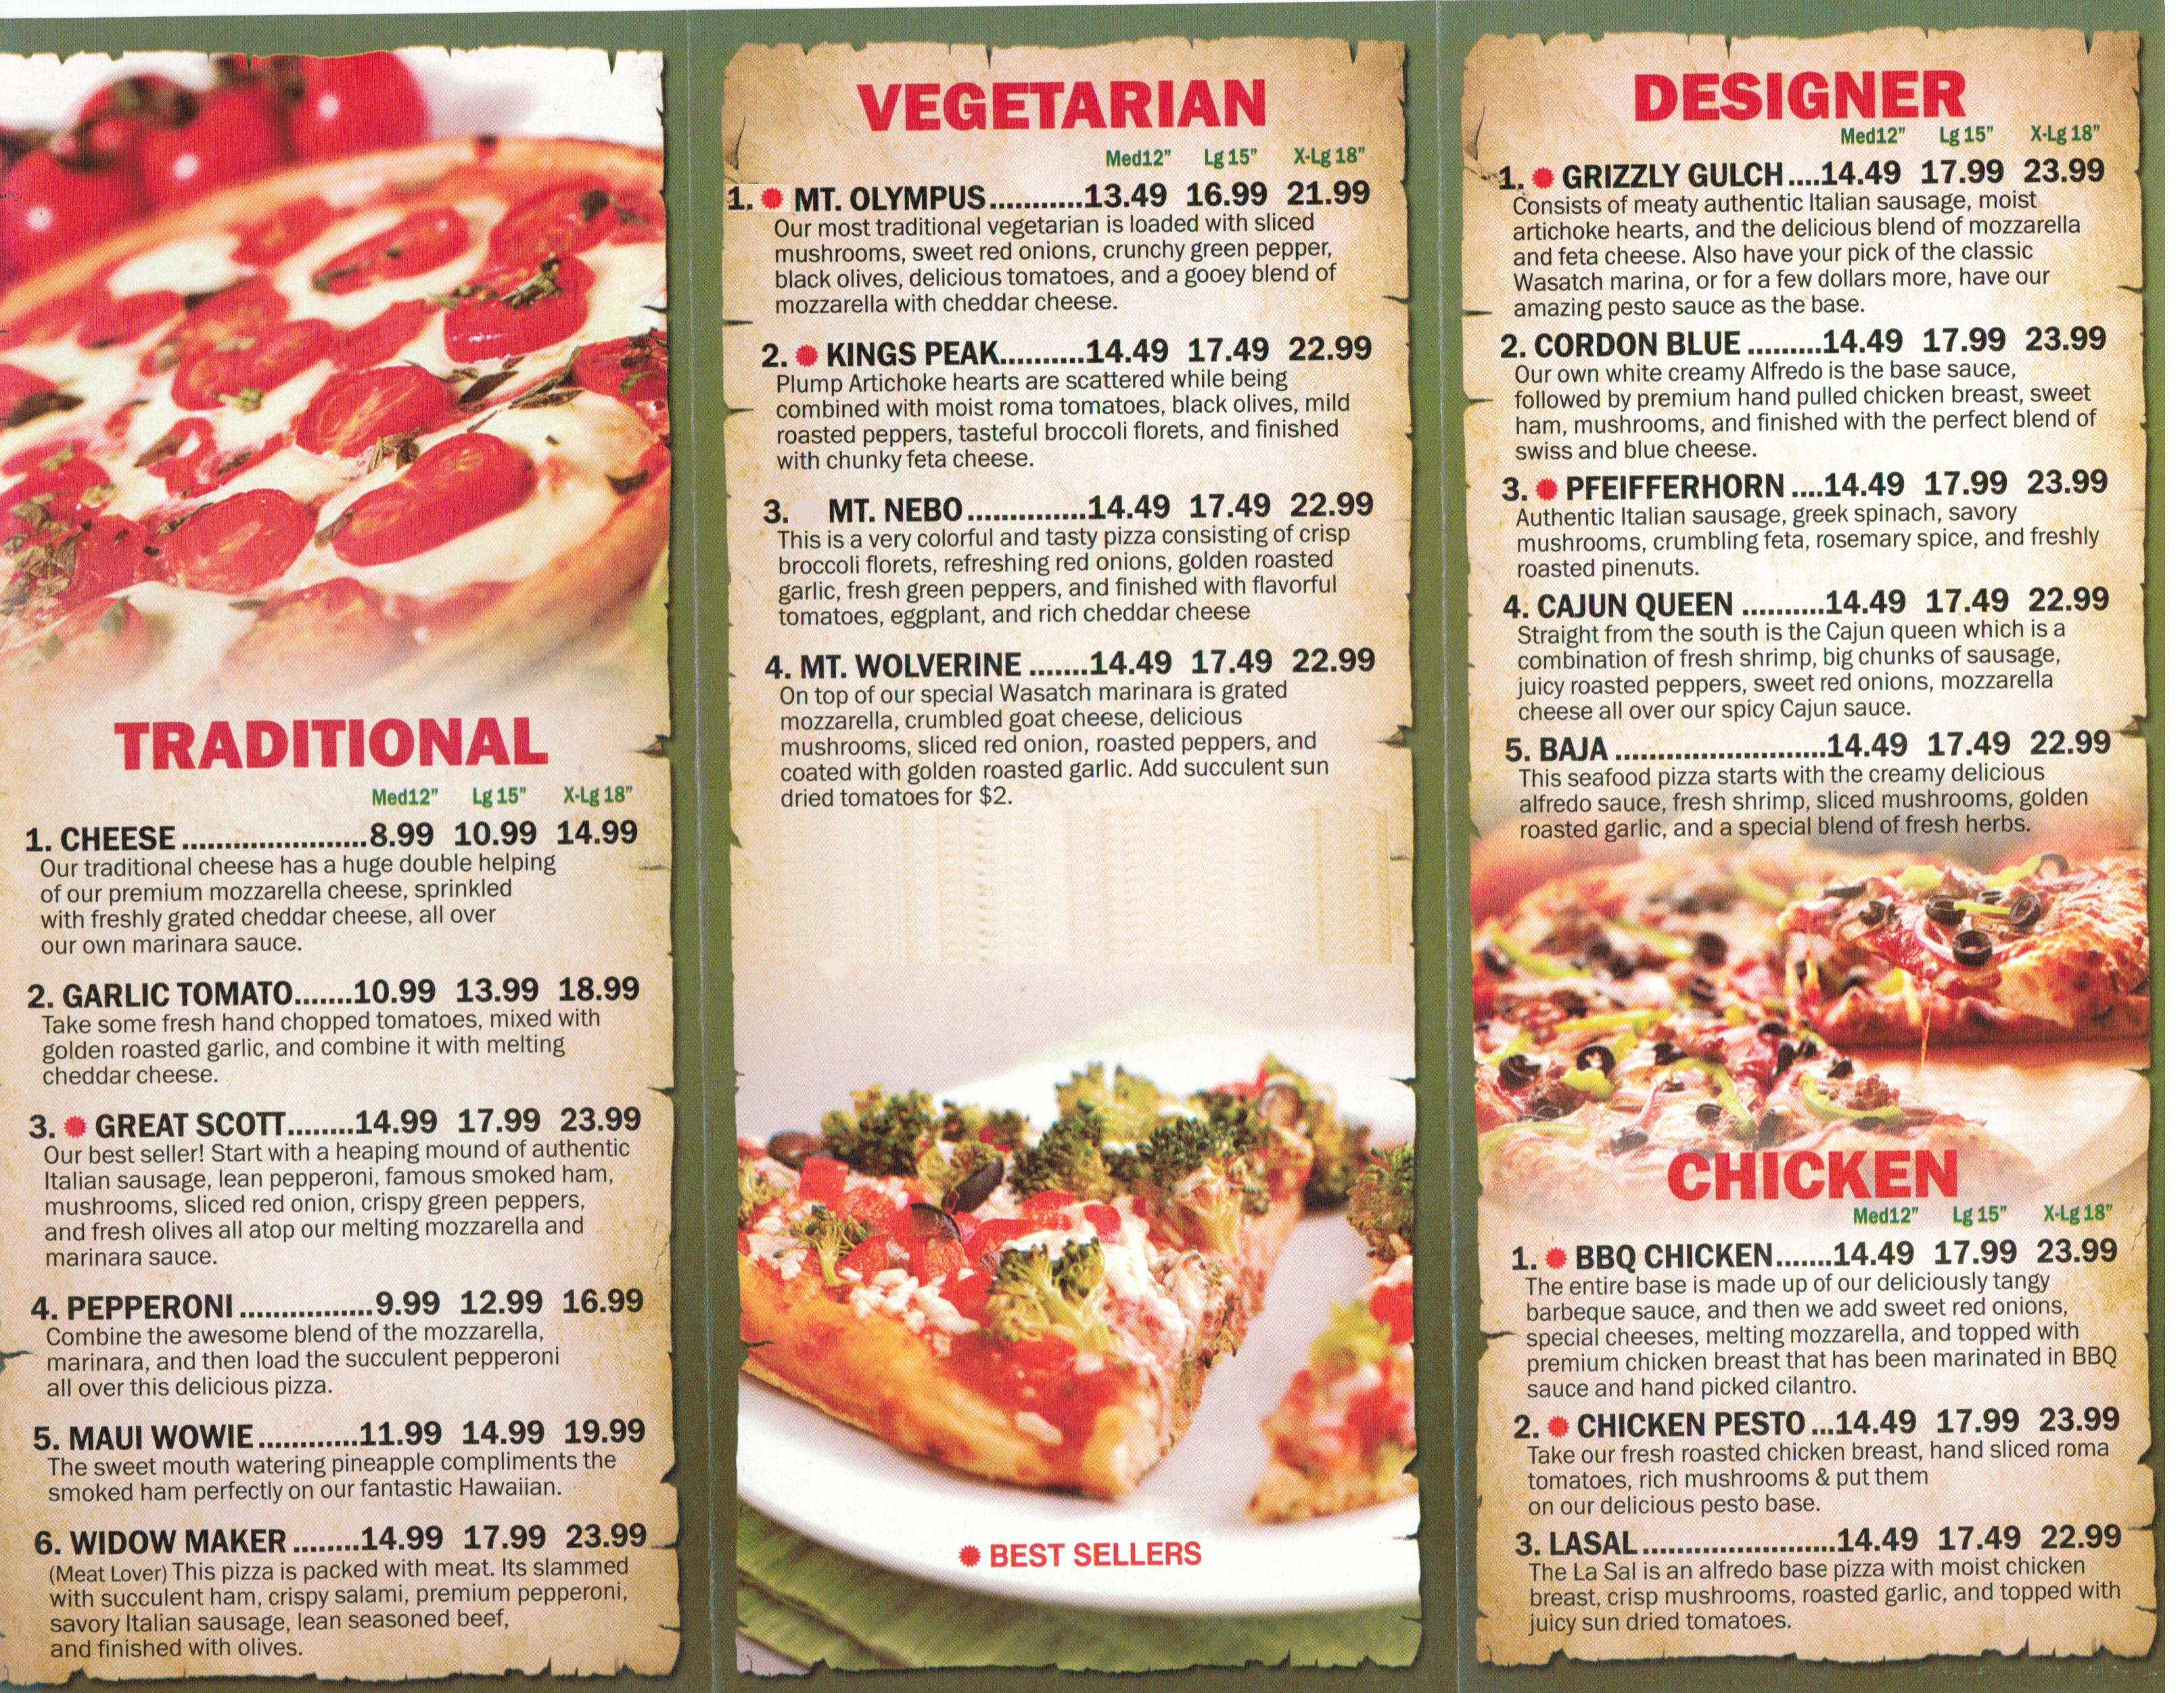 TRADITIONAL
Med12” Lg 15” X-Lg 18”
1. CHEESE ......................8.99 10.99 14.99
Our traditional cheese has a huge double helping
of our premium mozzarella cheese, sprinkled
with freshly grated cheddar cheese, all over
our own marinara sauce.
2. GARLIC TOMATO.......10.99 13.99 18.99
Take some fresh hand chopped tomatoes, mixed with
golden roasted garlic, and combine it with melting
cheddar cheese.
3. GREAT SCOTT........14.99 17.99 23.99
Our best seller! Start with a heaping mound of authentic
Italian sausage, lean pepperoni, famous smoked ham,
mushrooms, sliced red onion, crispy green peppers,
and fresh olives all atop our melting mozzarella and
marinara sauce.
4. PEPPERONI ................9.99 12.99 16.99
Combine the awesome blend of the mozzarella,
marinara, and then load the succulent pepperoni
all over this delicious pizza.
5. MAUI WOWIE............11.99 14.99 19.99
The sweet mouth watering pineapple compliments the
smoked ham perfectly on our fantastic Hawaiian.
6. WIDOW MAKER ........14.99 17.99 23.99
(Meat Lover) This pizza is packed with meat. Its slammed
with succulent ham, crispy salami, premium pepperoni,
savory Italian sausage, lean seasoned beef,
and finished with olives.
VEGETARIAN
Med12” Lg 15” X-Lg 18”
1. MT. OLYMPUS...........13.49 16.99 21.99
Our most traditional vegetarian is loaded with sliced
mushrooms, sweet red onions, crunchy green pepper,
black olives, delicious tomatoes, and a gooey blend of
mozzarella with cheddar cheese.
2. KINGS PEAK..........14.49 17.49 22.99
Plump Artichoke hearts are scattered while being
combined with moist roma tomatoes, black olives, mild
roasted peppers, tasteful broccoli florets, and finished
with chunky feta cheese.
3. MT. NEBO ..............14.49 17.49 22.99
This is a very colorful and tasty pizza consisting of crisp
broccoli florets, refreshing red onions, golden roasted
garlic, fresh green peppers, and finished with flavorful
tomatoes, eggplant, and rich cheddar cheese
4. MT. WOLVERINE .......14.49 17.49 22.99
On top of our special Wasatch marinara is grated
mozzarella, crumbled goat cheese, delicious
mushrooms, sliced red onion, roasted peppers, and
coated with golden roasted garlic. Add succulent sun
dried tomatoes for $2.
BEST SELLERS
DESIGNER
Med12” Lg 15” X-Lg 18”
1. GRIZZLY GULCH ....14.49 17.99 23.99
Consists of meaty authentic Italian sausage, moist
artichoke hearts, and the delicious blend of mozzarella
and feta cheese. Also have your pick of the classic
Wasatch marina, or for a few dollars more, have our
amazing pesto sauce as the base.
2. CORDON BLUE .........14.49 17.99 23.99
Our own white creamy Alfredo is the base sauce,
followed by premium hand pulled chicken breast, sweet
ham, mushrooms, and finished with the perfect blend of
swiss and blue cheese.
3. PFEIFFERHORN ....14.49 17.99 23.99
Authentic Italian sausage, greek spinach, savory
mushrooms, crumbling feta, rosemary spice, and freshly
roasted pinenuts.
4. CAJUN QUEEN ..........14.49 17.49 22.99
Straight from the south is the Cajun queen which is a
combination of fresh shrimp, big chunks of sausage,
juicy roasted peppers, sweet red onions, mozzarella
cheese all over our spicy Cajun sauce.
5. BAJA .........................14.49 17.49 22.99
This seafood pizza starts with the creamy delicious
alfredo sauce, fresh shrimp, sliced mushrooms, golden
roasted garlic, and a special blend of fresh herbs.
CHICKEN
Med12” Lg 15” X-Lg 18”
1. BBQ CHICKEN.......14.49 17.99 23.99
The entire base is made up of our deliciously tangy
barbeque sauce, and then we add sweet red onions,
special cheeses, melting mozzarella, and topped with
premium chicken breast that has been marinated in BBQ
sauce and hand picked cilantro.
2. CHICKEN PESTO ...14.49 17.99 23.99
Take our fresh roasted chicken breast, hand sliced roma
tomatoes, rich mushrooms & put them
on our delicious pesto base.
3. LASAL .......................14.49 17.49 22.99
The La Sal is an alfredo base pizza with moist chicken
breast, crisp mushrooms, roasted garlic, and topped with
juicy sun dried tomatoes.